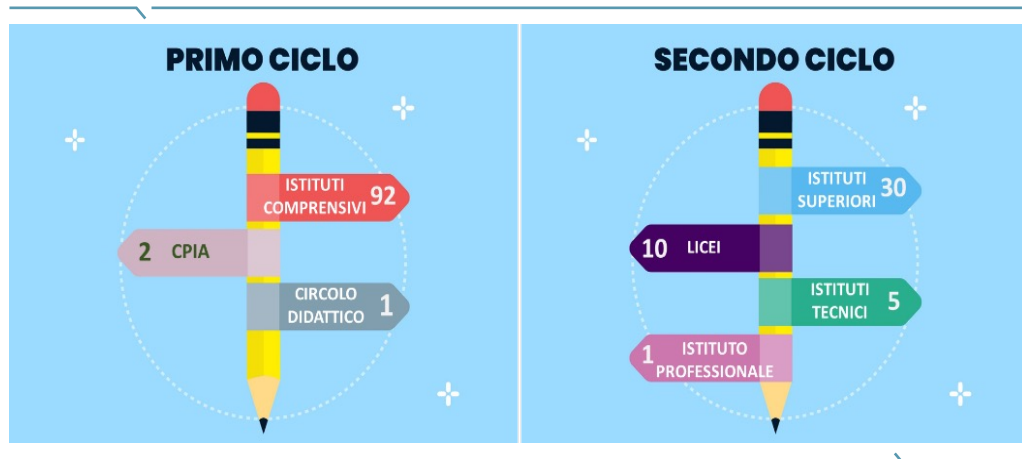 PRIMO CICLO
ISTITUTI
COMPRENSIVI 92
2 CPIA
CIRCOLO
DIDATTICO 1
SECONDO CICLO
ISTITUTI
SUPERIORI 30
10 LICEI
ISTITUTI
TECNICI 5
1 ISTITUTO
PROFESSIONALE